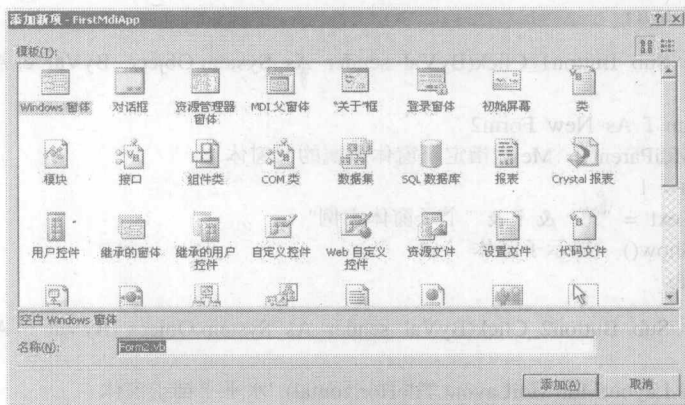 添加新项 - FirstMdiApp
模板(T):
Windows 窗体
对话框
资源管理器
窗体
MDI 父窗体
"关于"框
登录窗体
初始屏幕
类
模块
接口
组件类
COM 类
数据集
SQL 数据库
报表
Crystal 报表
用户控件
继承的窗体
继承的用户
控件
自定义控件
Web 自定义
控件
资源文件
设置文件
代码文件
空白 Windows 窗体
名称(N):
Form2.vb
添加(A)
取消